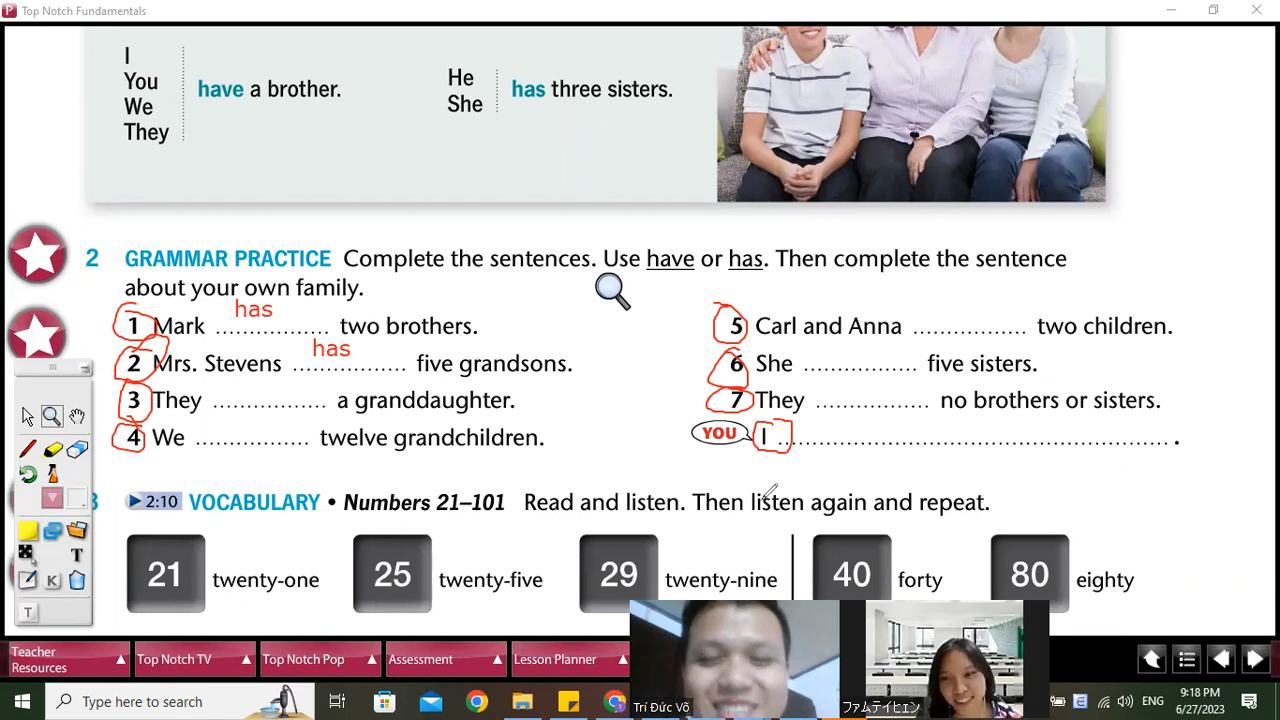 Top Notch Fundamentals
I
You
We
They
have a brother.
He
She
has three sisters.
2 GRAMMAR PRACTICE Complete the sentences. Use have or has. Then complete the sentence
about your own family.
has
1 Mark ................. two brothers.
has
2 Mrs. Stevens ................. five grandsons.
3 They ................. a granddaughter.
4 We ................. twelve grandchildren.
5 Carl and Anna ................. two children.
6 She ................. five sisters.
7 They ................. no brothers or sisters.
YOU I ........................................................... .
3 2:10 VOCABULARY • Numbers 21–101 Read and listen. Then listen again and repeat.
21 twenty-one 25 twenty-five 29 twenty-nine 40 forty 80 eighty
T
K
T
Trí Đức Võ
ファムテイヒェン
Teacher
Resources
Top Notch TV
Top Notch Pop
Assessment
Lesson Planner
Type here to search
ENG
9:18 PM
6/27/2023